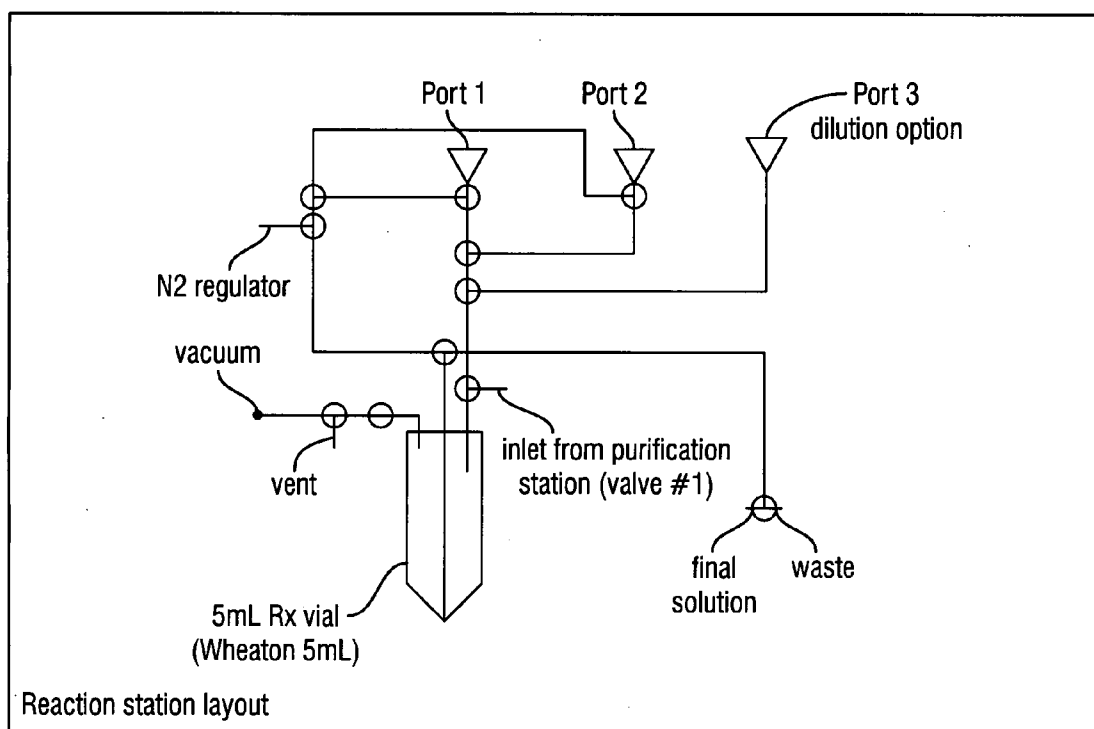 Port 1
Port 2
Port 3
dilution option
N2 regulator
vacuum
vent
inlet from purification
station (valve #1)
final
solution
waste
5mL Rx vial
(Wheaton 5mL)
Reaction station layout